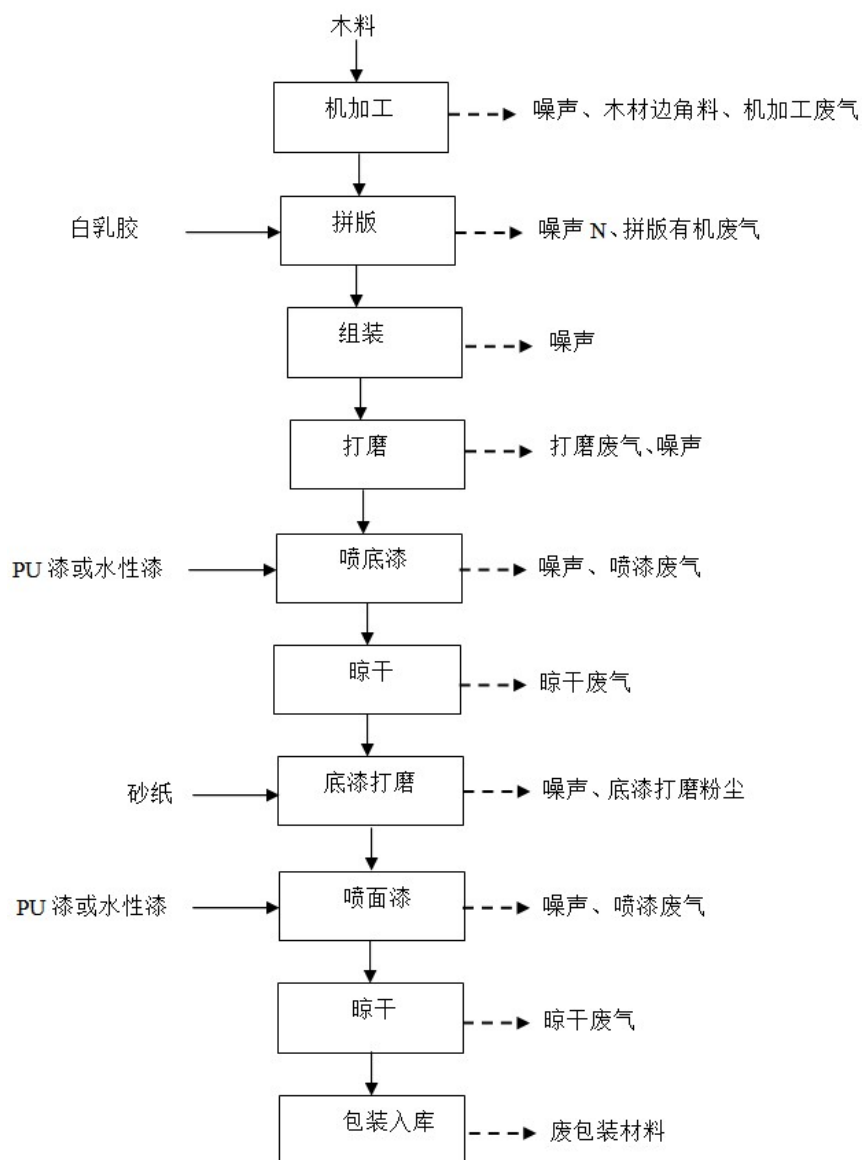 木料
机加工
噪声、木材边角料、机加工废气
白乳胶
拼版
噪声 N、拼版有机废气
组装
噪声
打磨
打磨废气、噪声
PU 漆或水性漆
喷底漆
噪声、喷漆废气
晾干
晾干废气
砂纸
底漆打磨
噪声、底漆打磨粉尘
PU 漆或水性漆
喷面漆
噪声、喷漆废气
晾干
晾干废气
包装入库
废包装材料